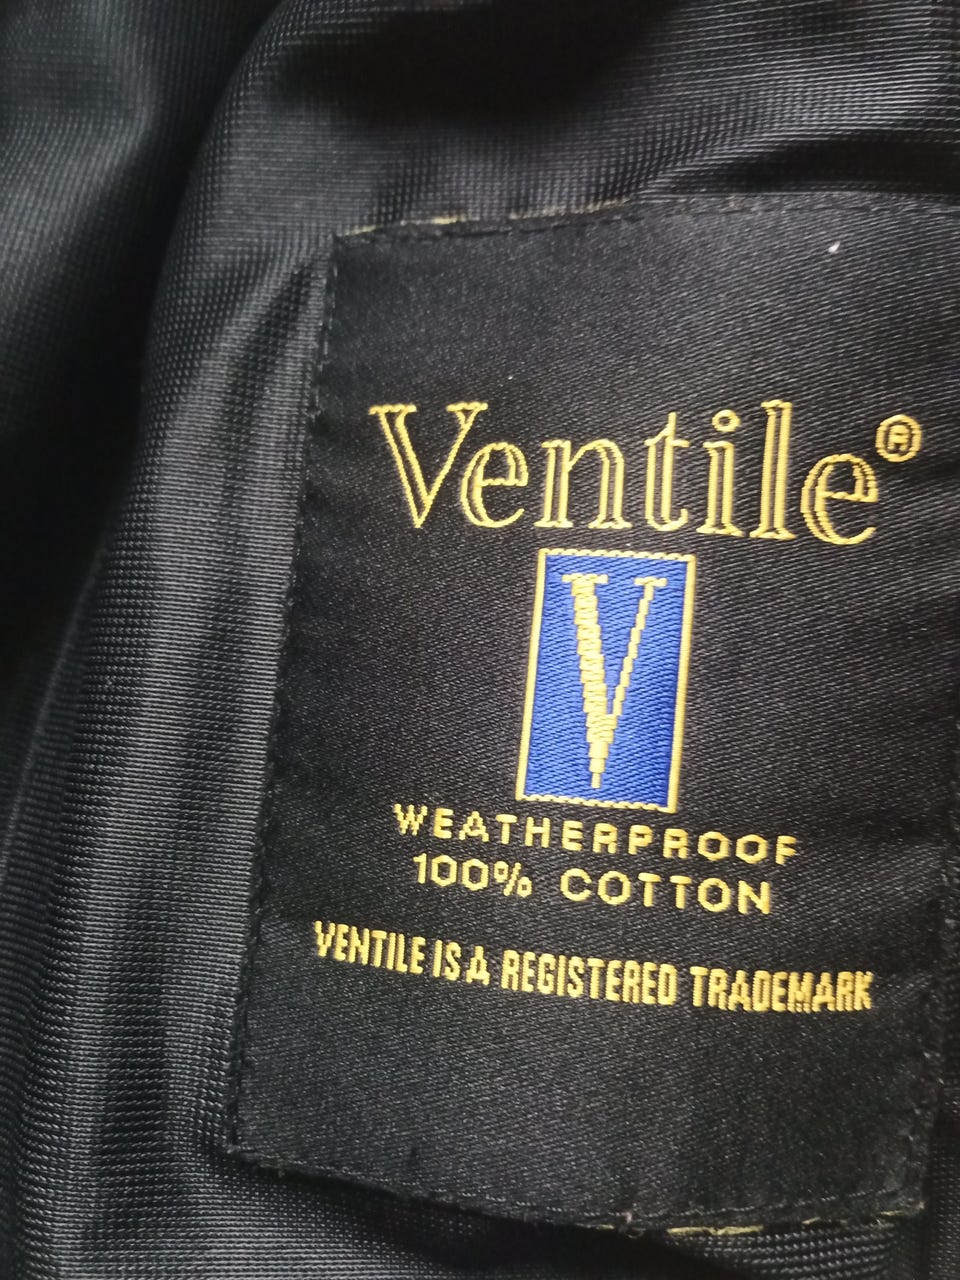 Ventile®
V
WEATHERPROOF
100% COTTON
VENTILE IS A REGISTERED TRADEMARK